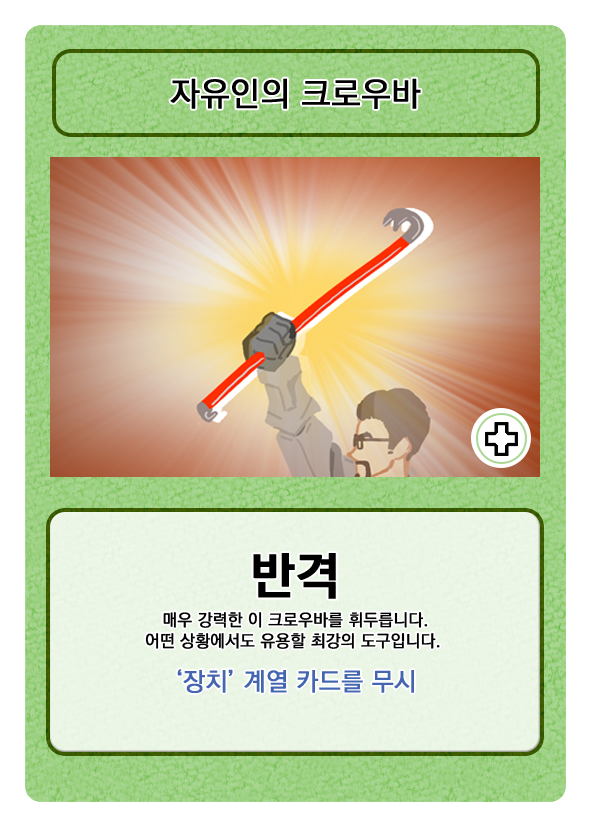 자유인의 크로우바
반격
매우 강력한 이 크로우바를 휘두릅니다.
어떤 상황에서도 유용할 최강의 도구입니다.
‘장치’ 계열 카드를 무시